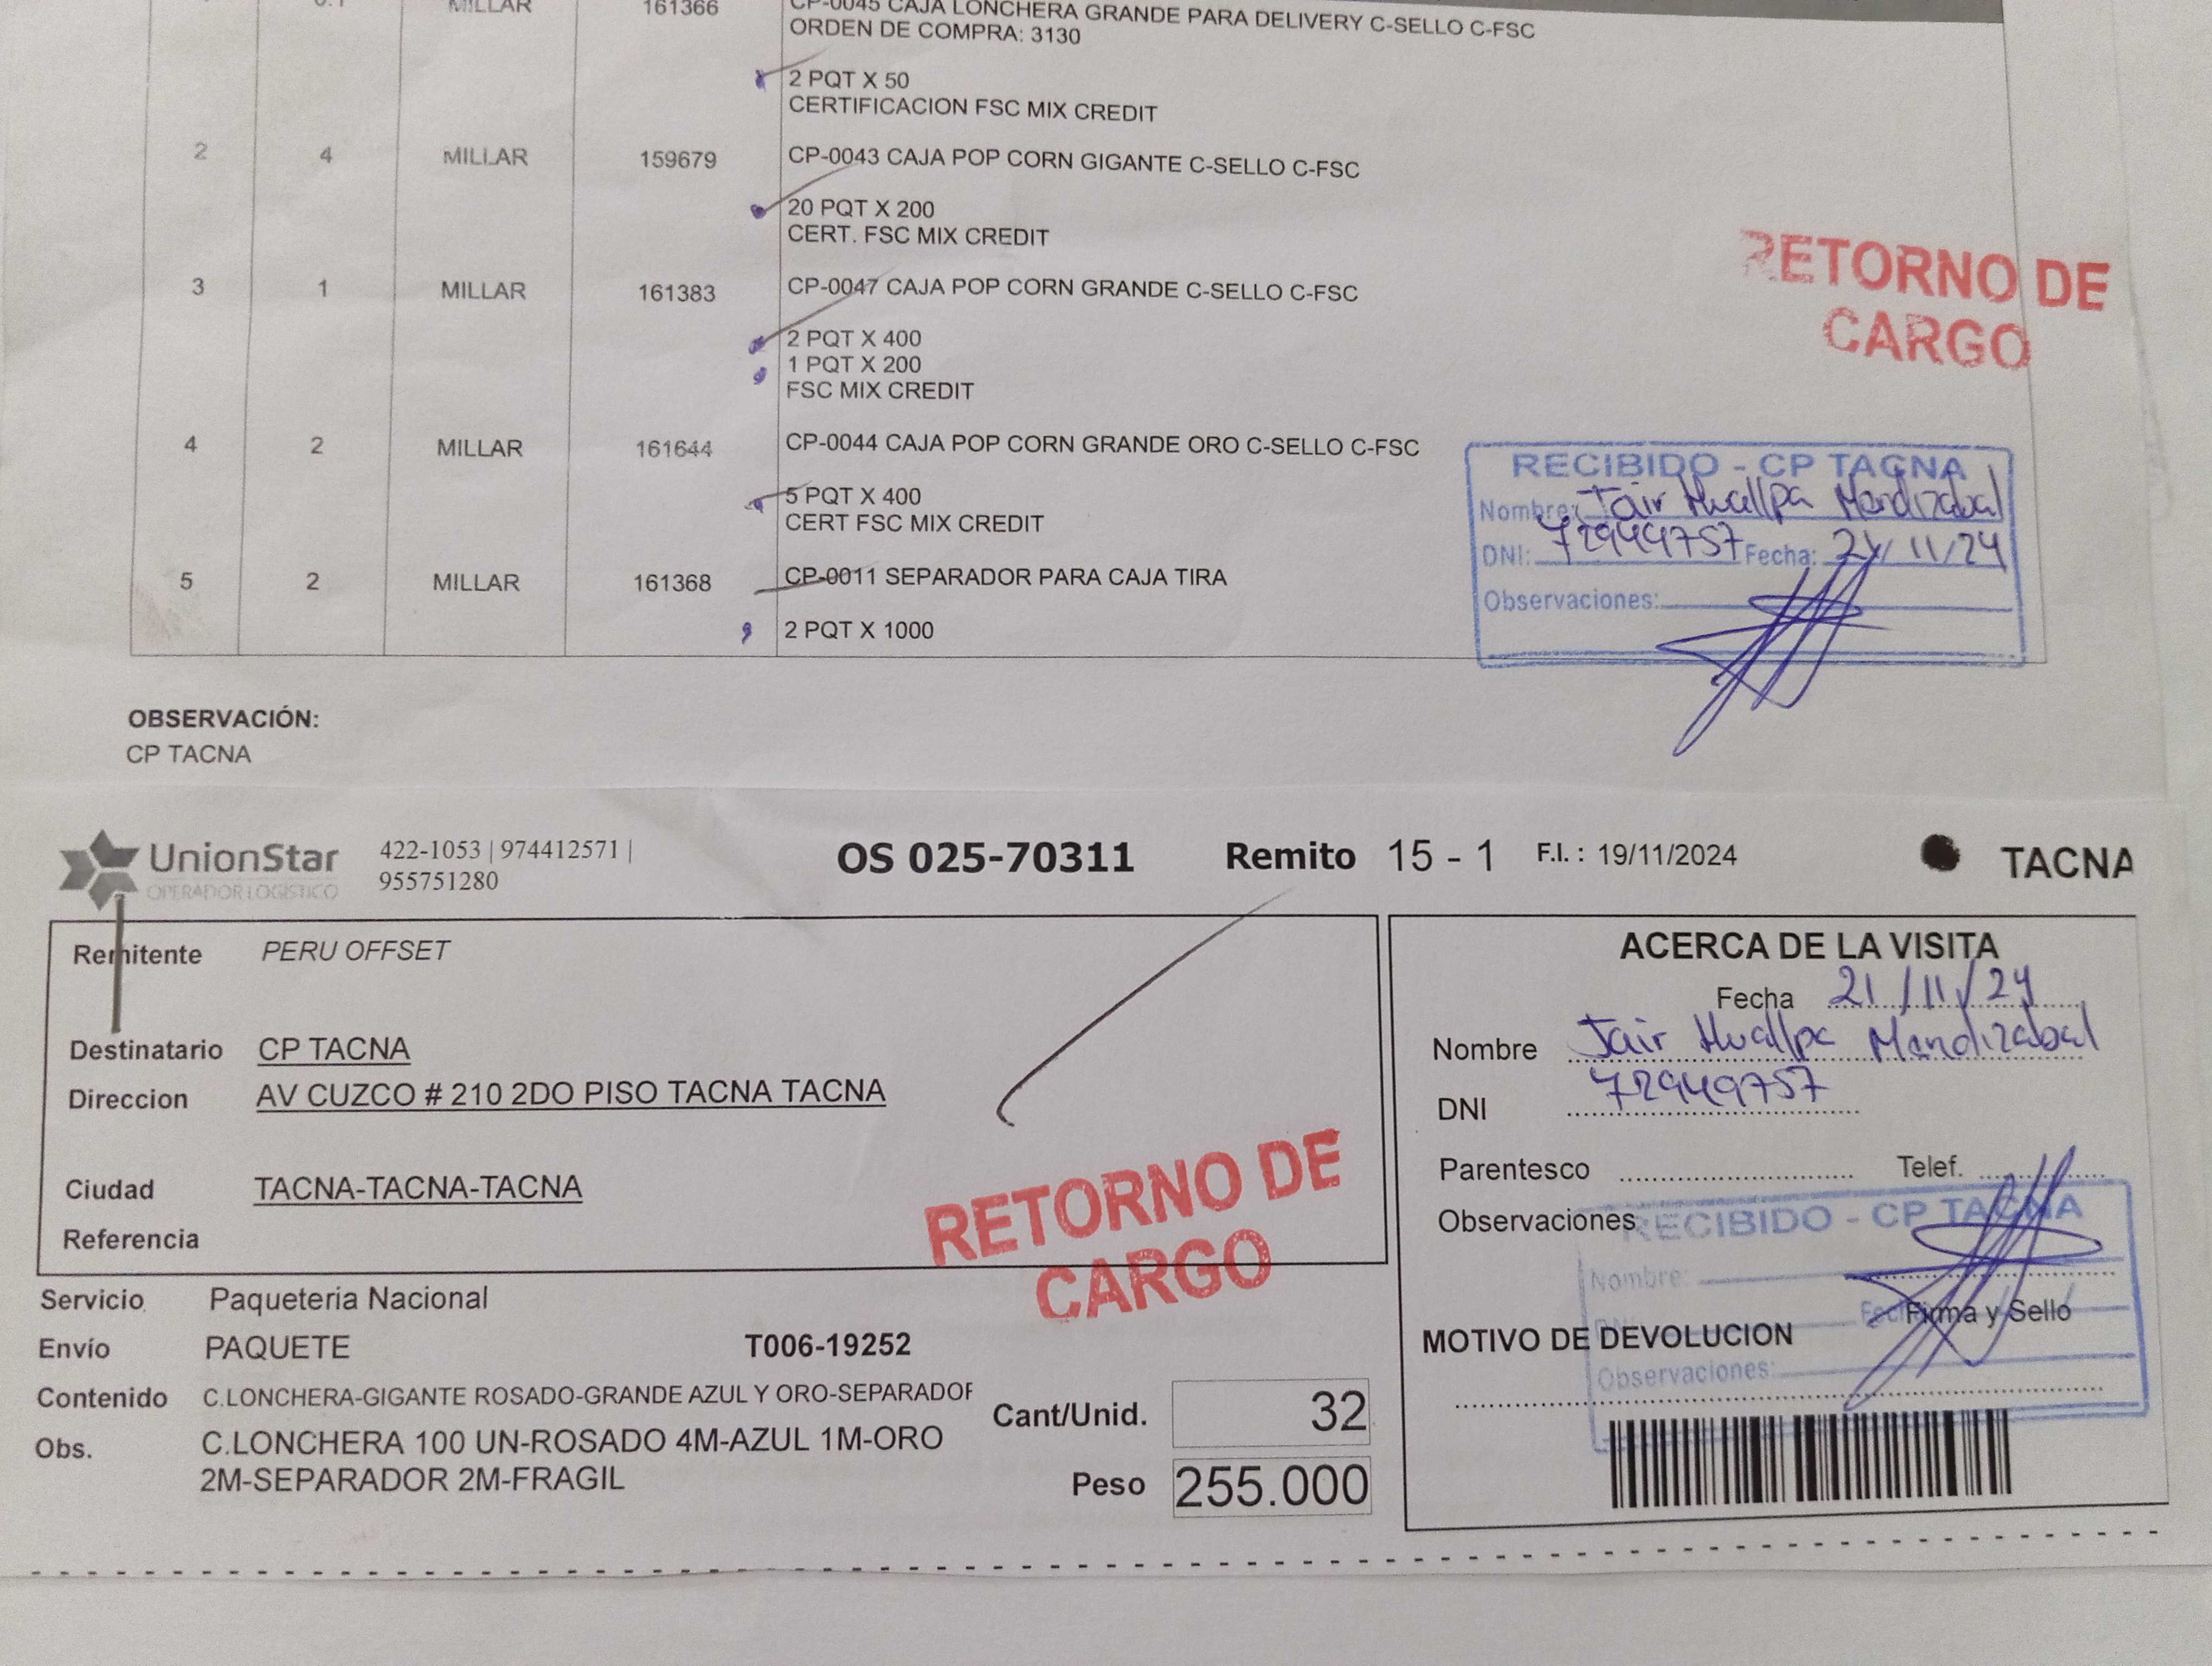 0.1 MILLAR 161366 CP-0045 CAJA LONCHERA GRANDE PARA DELIVERY C-SELLO C-FSC
ORDEN DE COMPRA: 3130
2 PQT X 50
CERTIFICACION FSC MIX CREDIT
2 4 MILLAR 159679 CP-0043 CAJA POP CORN GIGANTE C-SELLO C-FSC
20 PQT X 200
CERT. FSC MIX CREDIT
3 1 MILLAR 161383 CP-0047 CAJA POP CORN GRANDE C-SELLO C-FSC
2 PQT X 400
1 PQT X 200
FSC MIX CREDIT
4 2 MILLAR 161644 CP-0044 CAJA POP CORN GRANDE ORO C-SELLO C-FSC
5 PQT X 400
CERT FSC MIX CREDIT
5 2 MILLAR 161368 CP-0011 SEPARADOR PARA CAJA TIRA
2 PQT X 1000
RETORNO DE
CARGO
RECIBIDO - CP TACNA
Nombre: Jair Huallpa Mendizabal
DNI: 72949757 Fecha: 21/11/24
Observaciones:
OBSERVACIÓN:
CP TACNA
UnionStar
OPERADOR LOGÍSTICO
422-1053 | 974412571 |
955751280
OS 025-70311 Remito 15 - 1 F.I. : 19/11/2024 TACNA
Remitente PERU OFFSET
Destinatario CP TACNA
Direccion AV CUZCO # 210 2DO PISO TACNA TACNA
Ciudad TACNA-TACNA-TACNA
Referencia
RETORNO DE
CARGO
Servicio Paqueteria Nacional
Envío PAQUETE T006-19252
Contenido C.LONCHERA-GIGANTE ROSADO-GRANDE AZUL Y ORO-SEPARADOR
Obs. C.LONCHERA 100 UN-ROSADO 4M-AZUL 1M-ORO
2M-SEPARADOR 2M-FRAGIL
Cant/Unid. 32
Peso 255.000
ACERCA DE LA VISITA
Fecha 21/11/24
Nombre Jair Huallpa Mendizabal
DNI 72949757
Parentesco Telef.
Observaciones
RECIBIDO - CP TACNA
Nombre:
DNI: Fecha:
Firma y Sello
MOTIVO DE DEVOLUCION
Observaciones: